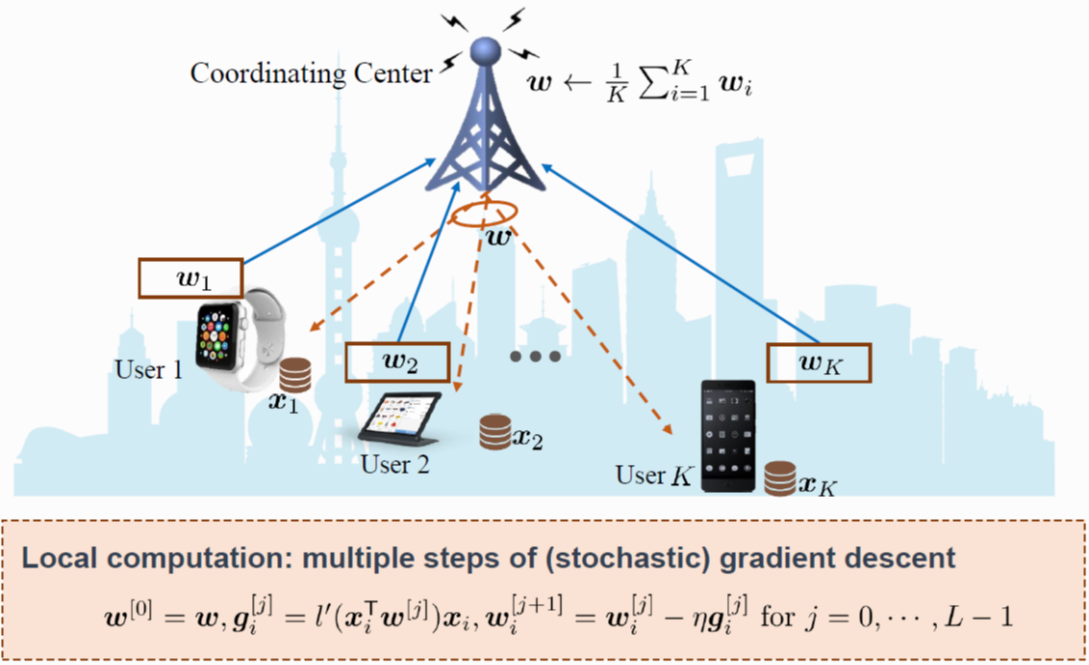 Coordinating Center
w ← 1/K ∑_{i=1}^{K} w_i
w
w_1
User 1
x_1
w_2
User 2
x_2
•••
w_K
User K
x_K
Local computation: multiple steps of (stochastic) gradient descent
w^{[0]} = w, g_i^{[j]} = l′(x_i^⊤ w^{[j]})x_i, w_i^{[j+1]} = w_i^{[j]} − ηg_i^{[j]} for j = 0, ⋯ , L − 1